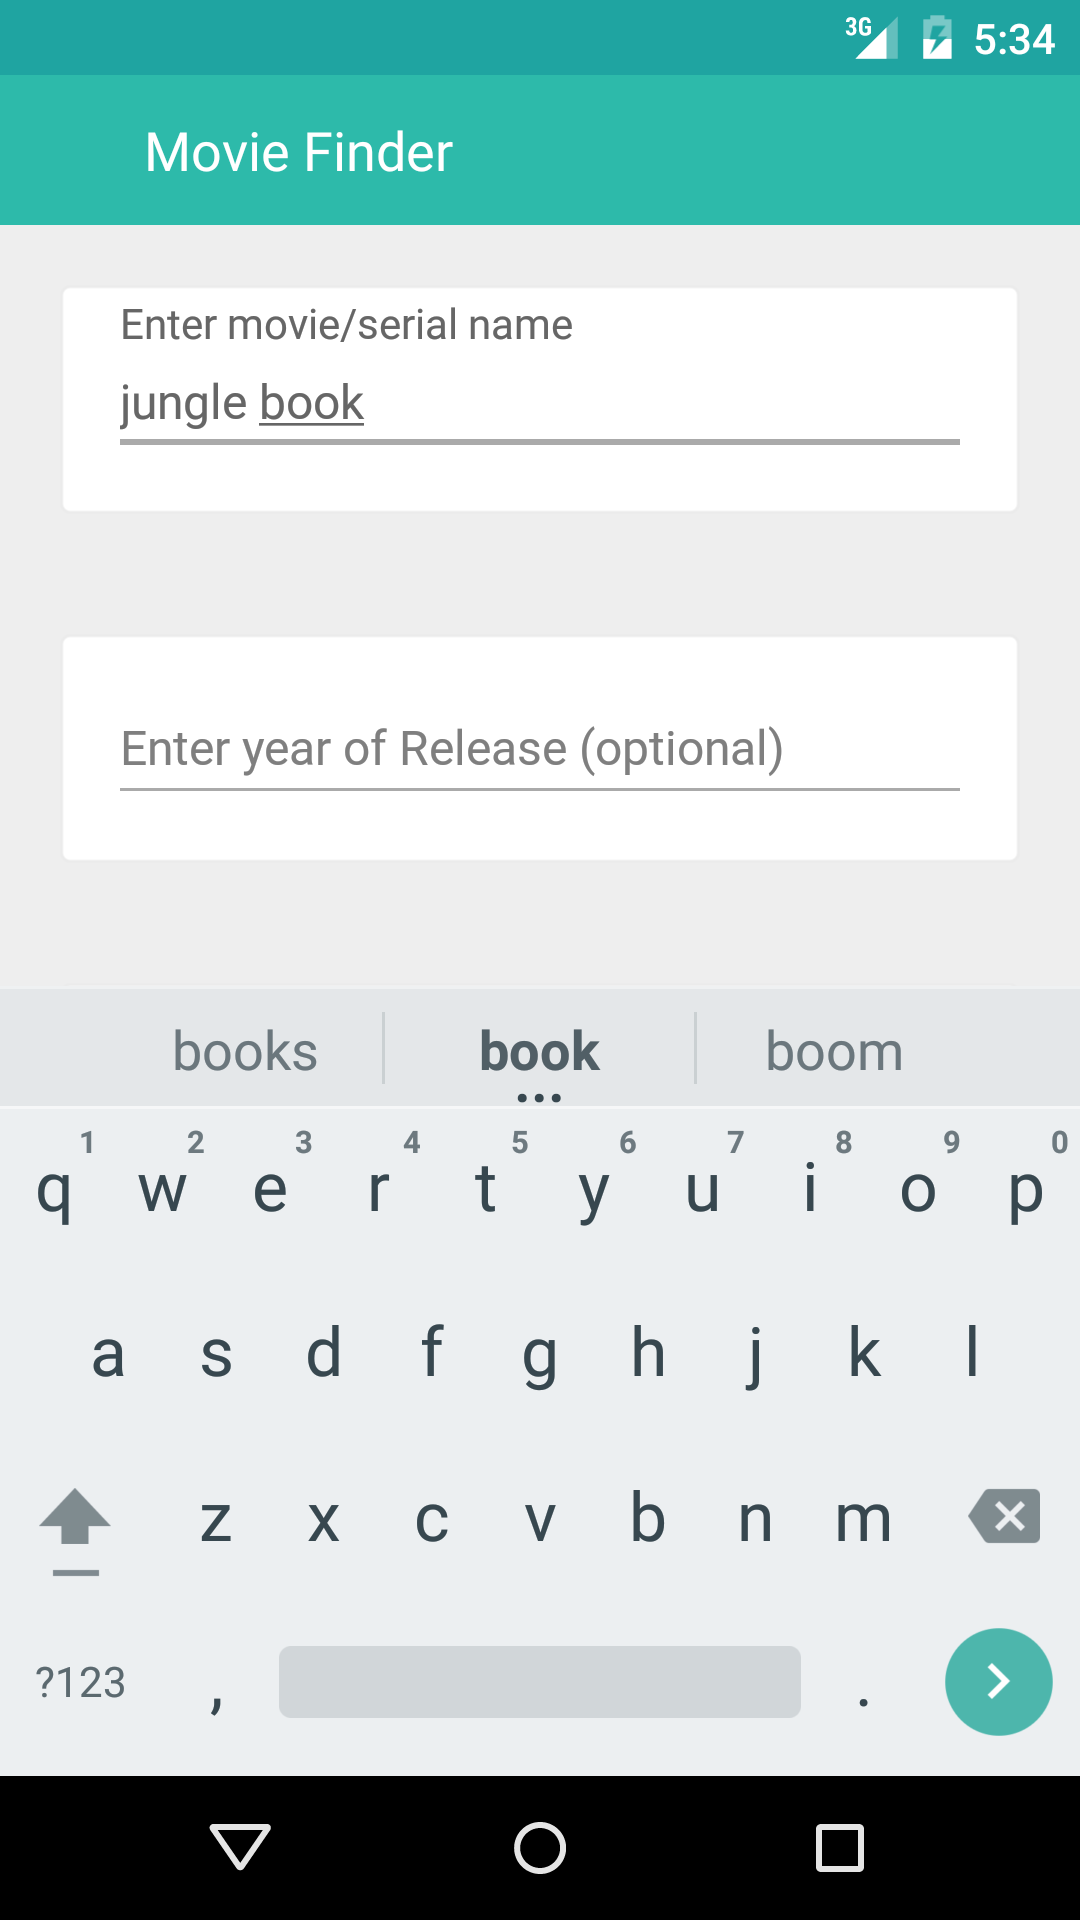 3G 5:34
Movie Finder
Enter movie/serial name
jungle book
Enter year of Release (optional)
books book boom
1 2 3 4 5 6 7 8 9 0
q w e r t y u i o p
a s d f g h j k l
z x c v b n m
?123 , .